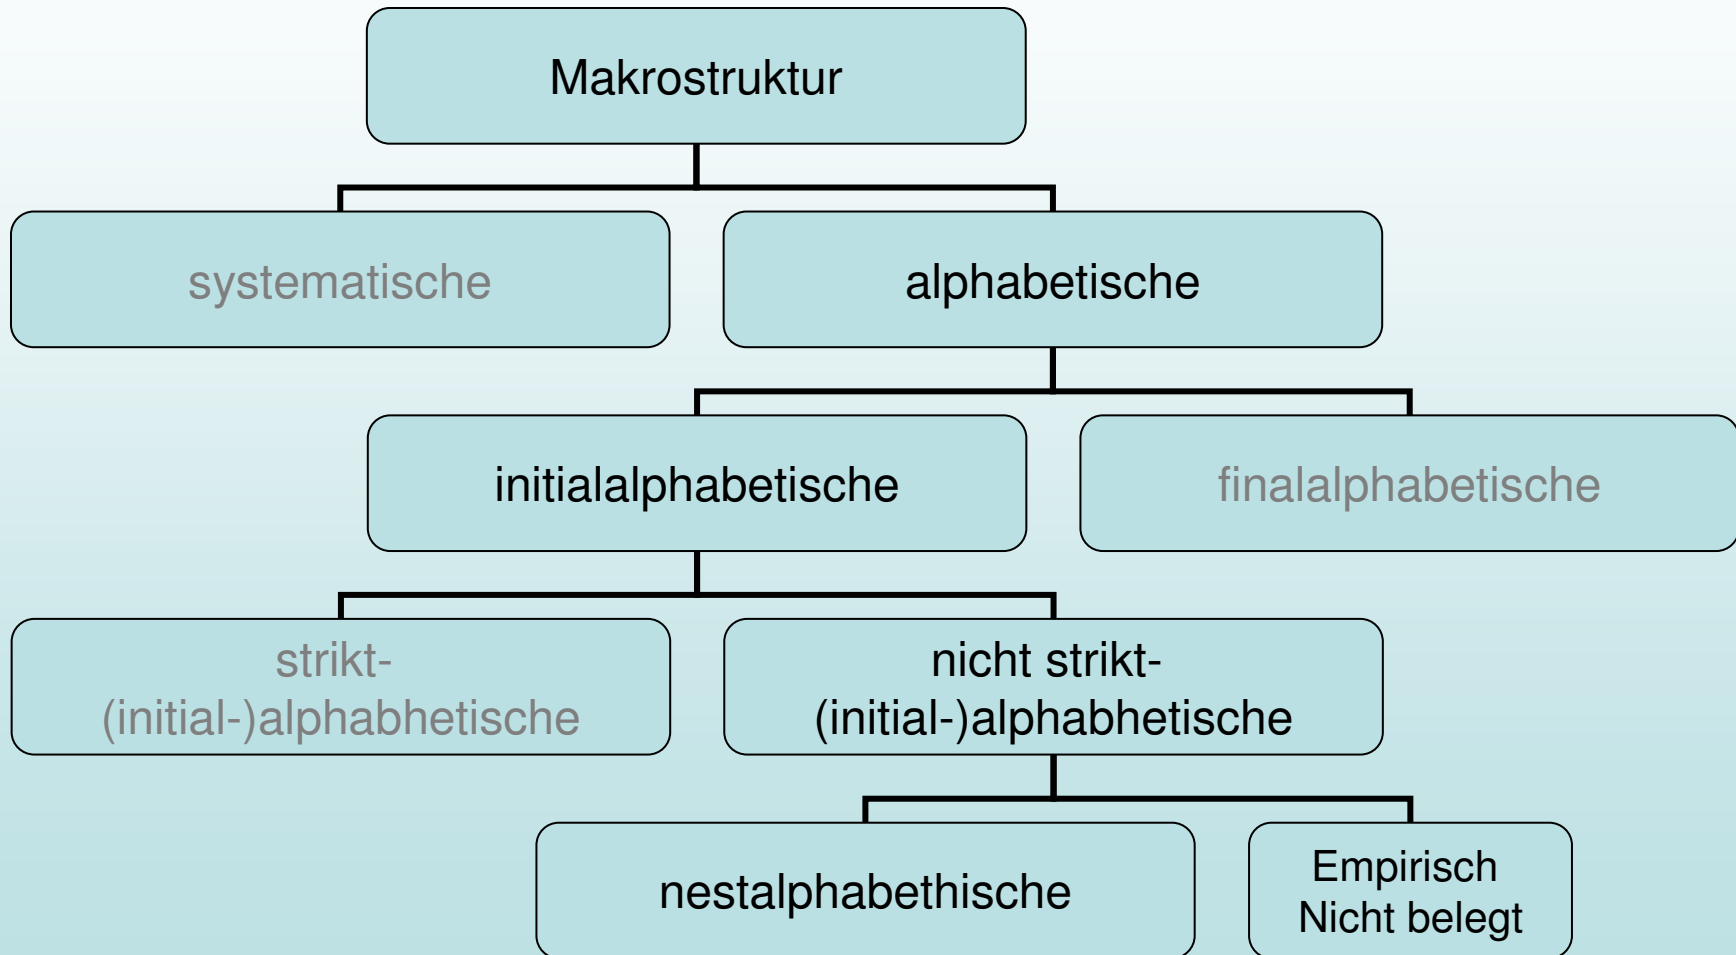 Makrostruktur
systematische
alphabetische
initialalphabetische
finalalphabetische
strikt-
(initial-)alphabhetische
nicht strikt-
(initial-)alphabhetische
nestalphabethische
Empirisch
Nicht belegt